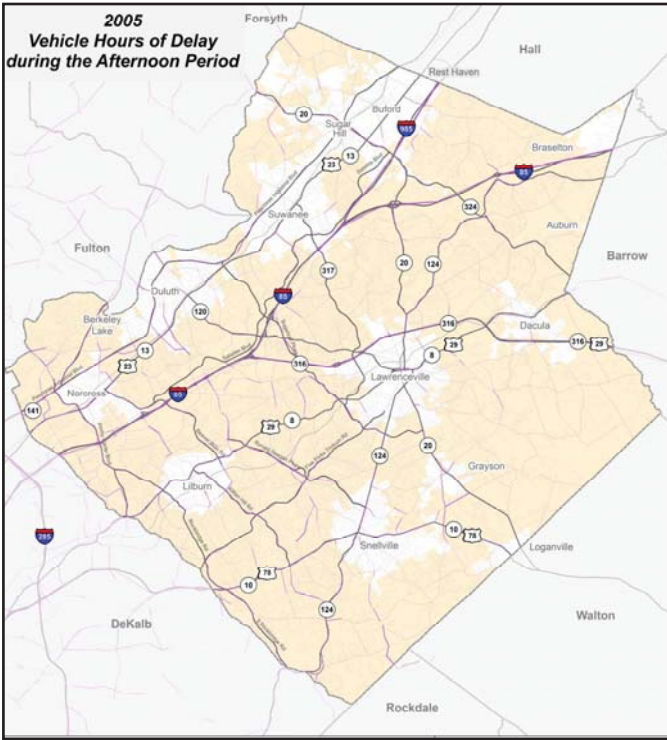 2005
Vehicle Hours of Delay
during the Afternoon Period
Forsyth
Hall
Rest Haven
Buford
20
Sugar
Hill
985
13
23
Braselton
85
Suwanee
324
Auburn
Fulton
317
Barrow
20
124
85
Duluth
120
Berkeley
Lake
316
Dacula
13
23
316
29
29
8
316
Lawrenceville
85
Norcross
141
8
29
20
124
Grayson
Lilburn
285
10
78
Snellville
Loganville
78
10
124
Walton
DeKalb
Rockdale